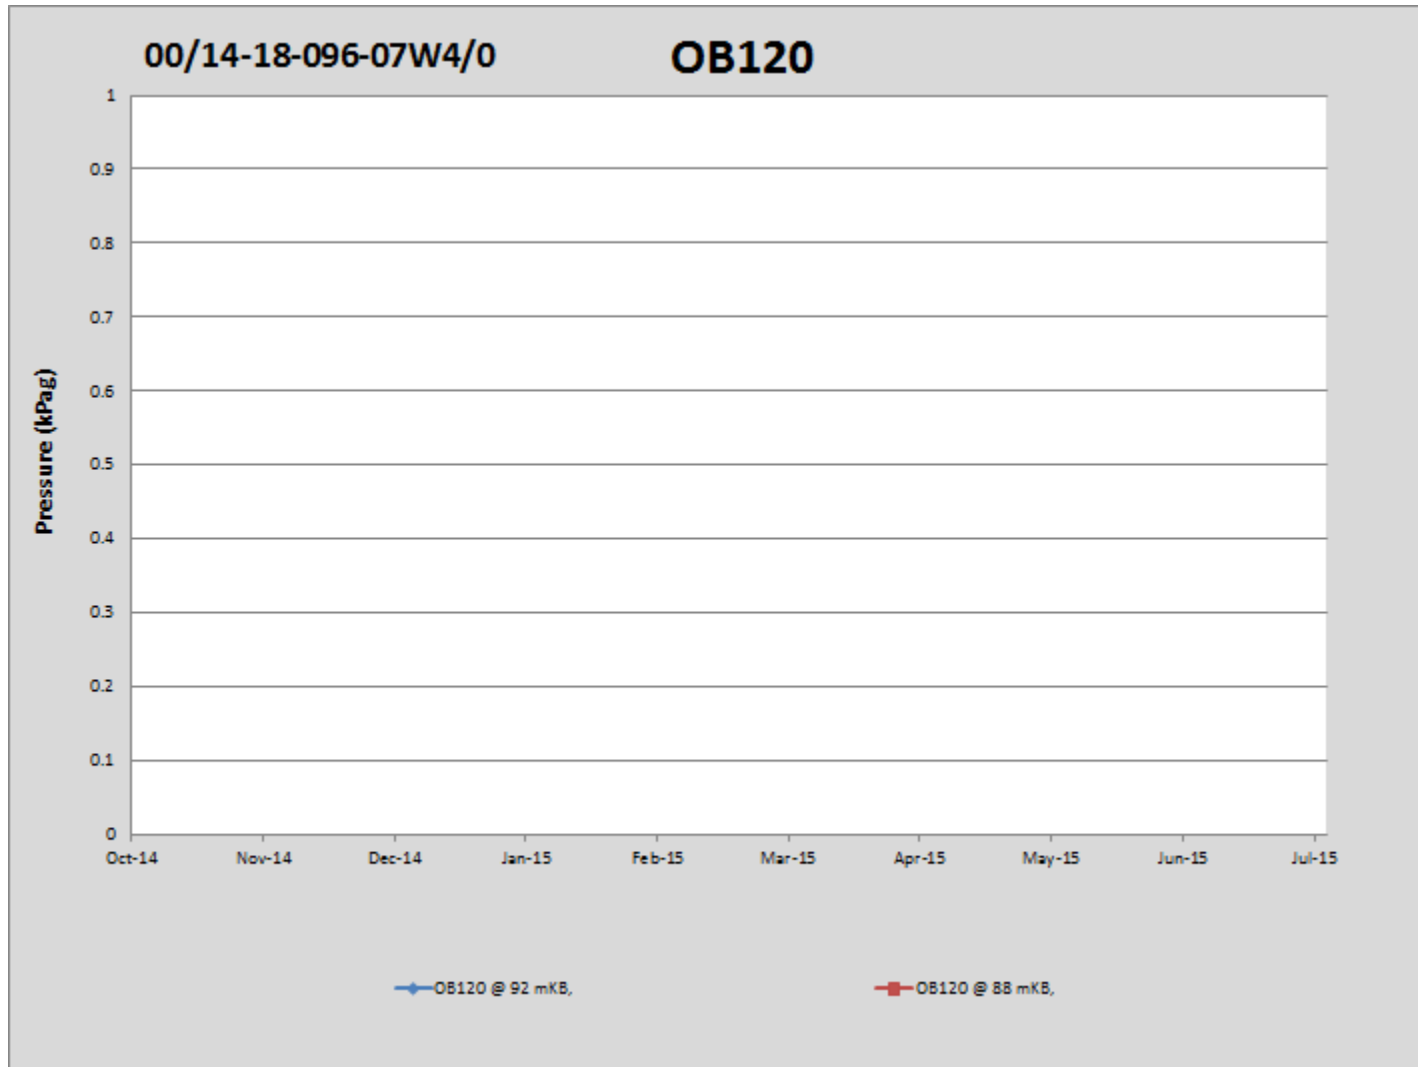 00/14-18-096-07W4/0 OB120
Pressure (kPag)
1
0.9
0.8
0.7
0.6
0.5
0.4
0.3
0.2
0.1
0
Oct-14 Nov-14 Dec-14 Jan-15 Feb-15 Mar-15 Apr-15 May-15 Jun-15 Jul-15
OB120 @ 92 mKB, OB120 @ 88 mKB,